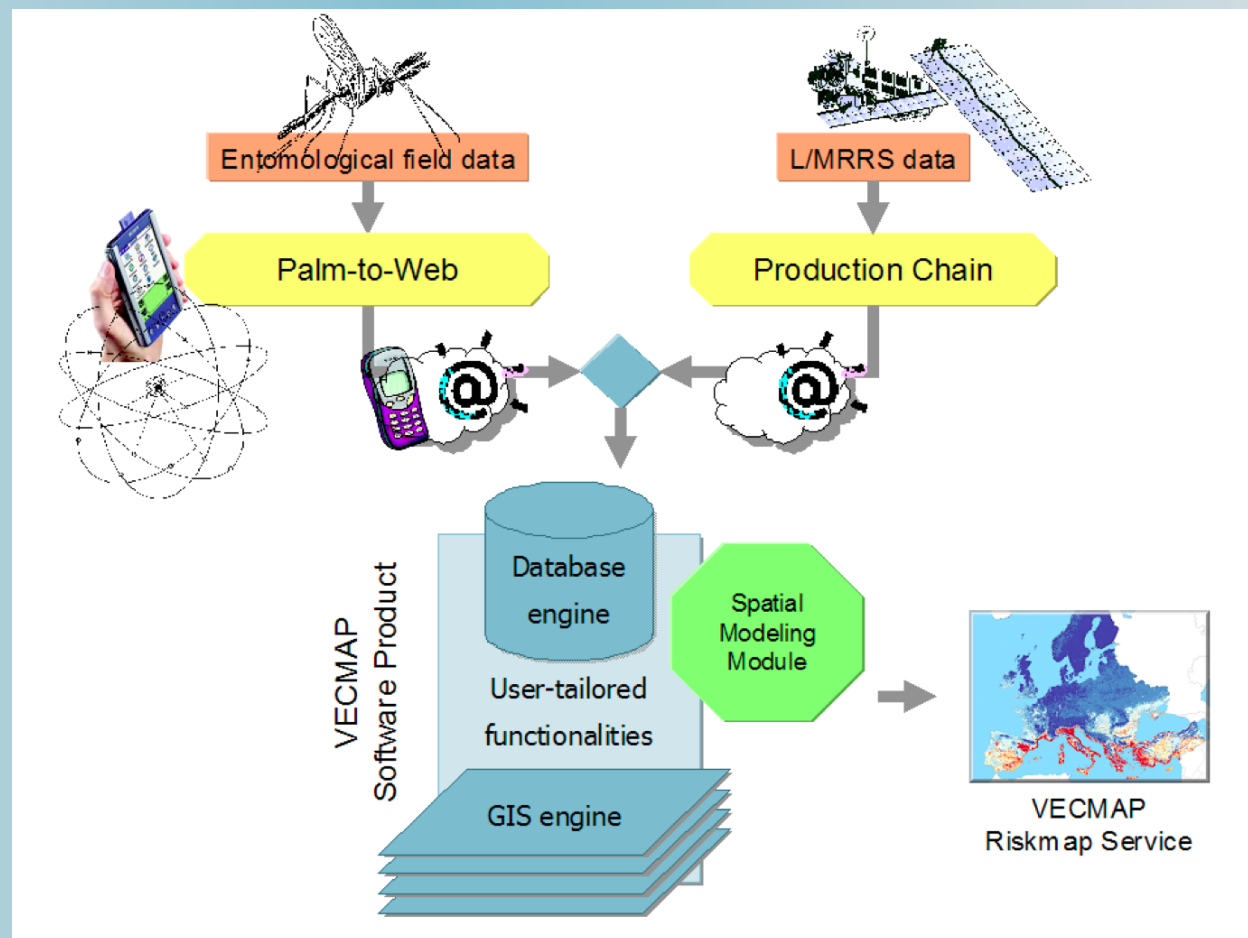 Entomological field data
L/MRRS data
Palm-to-Web
Production Chain
@
@
Database
engine
VECMAP
Software Product
User-tailored
functionalities
GIS engine
Spatial
Modeling
Module
VECMAP
Riskmap Service